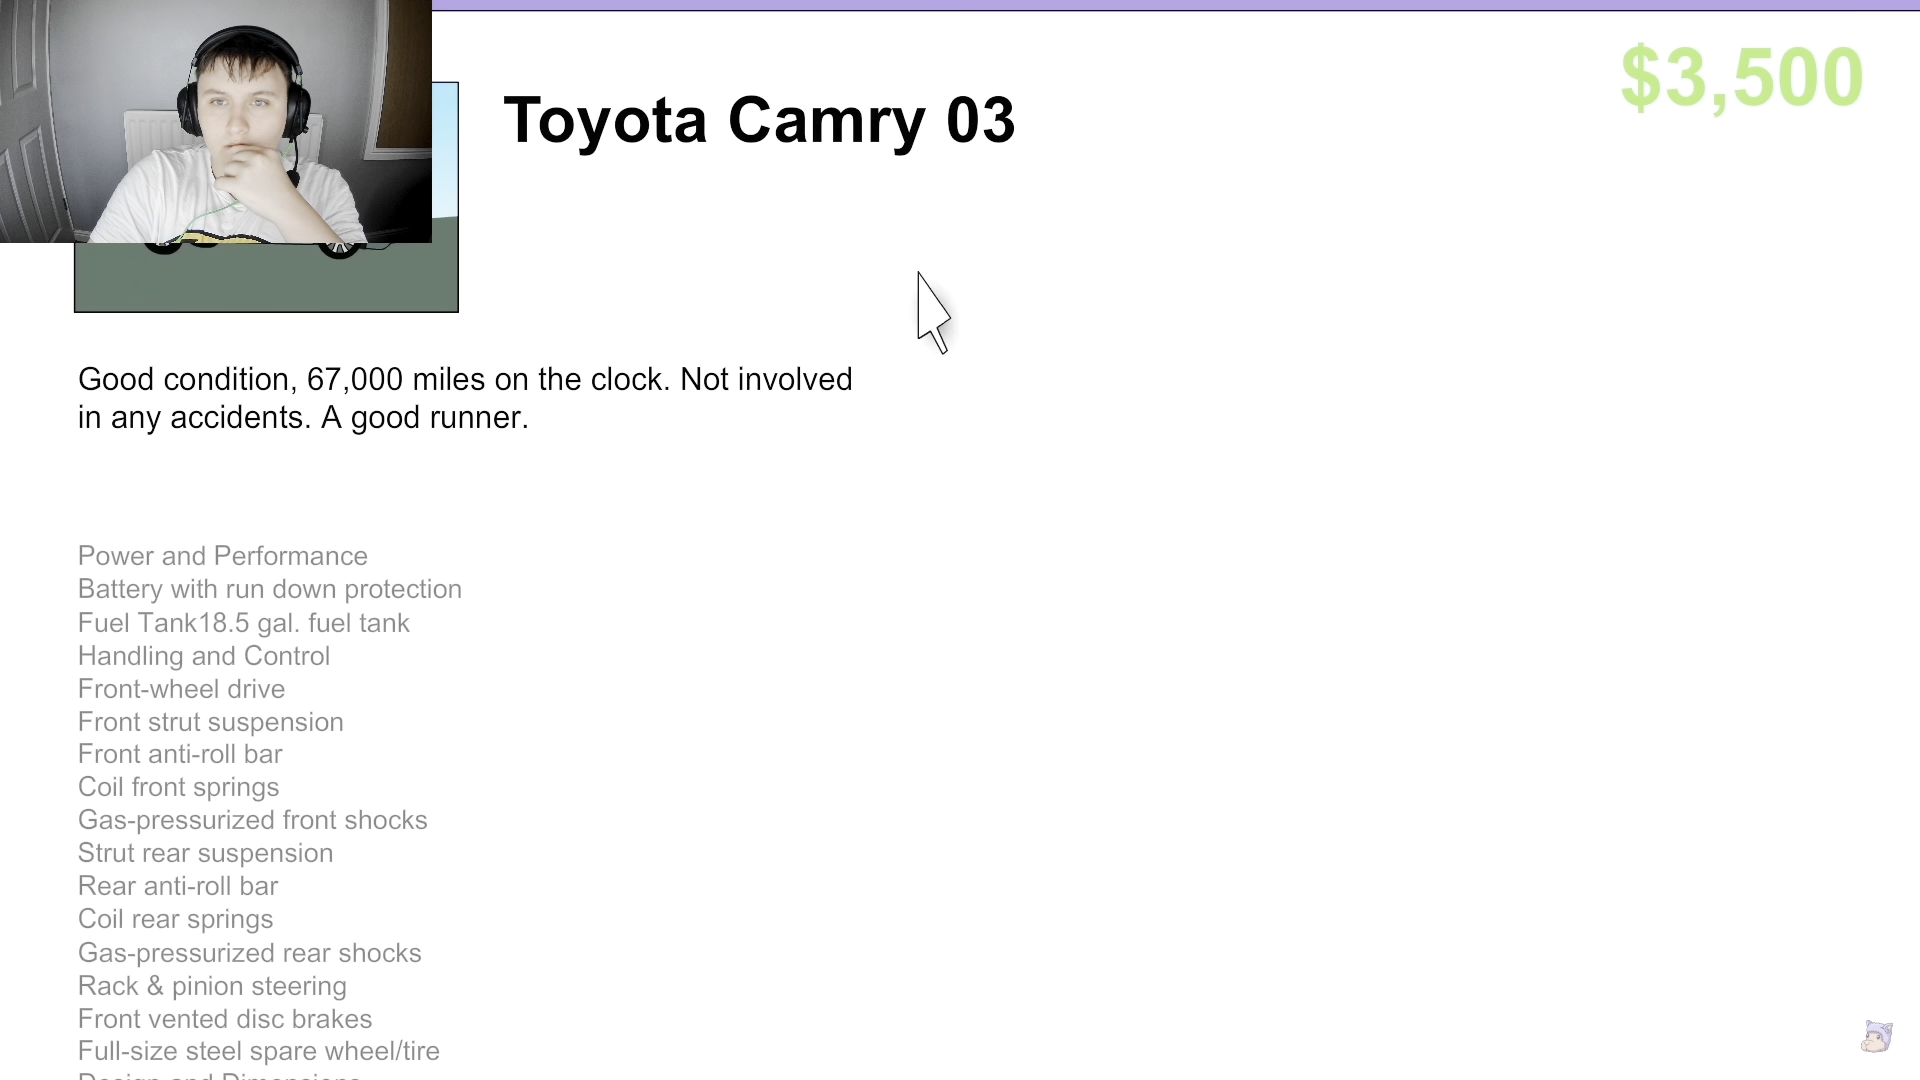 Toyota Camry 03
$3,500
Good condition, 67,000 miles on the clock. Not involved
in any accidents. A good runner.
Power and Performance
Battery with run down protection
Fuel Tank18.5 gal. fuel tank
Handling and Control
Front-wheel drive
Front strut suspension
Front anti-roll bar
Coil front springs
Gas-pressurized front shocks
Strut rear suspension
Rear anti-roll bar
Coil rear springs
Gas-pressurized rear shocks
Rack & pinion steering
Front vented disc brakes
Full-size steel spare wheel/tire
Design and Dimensions